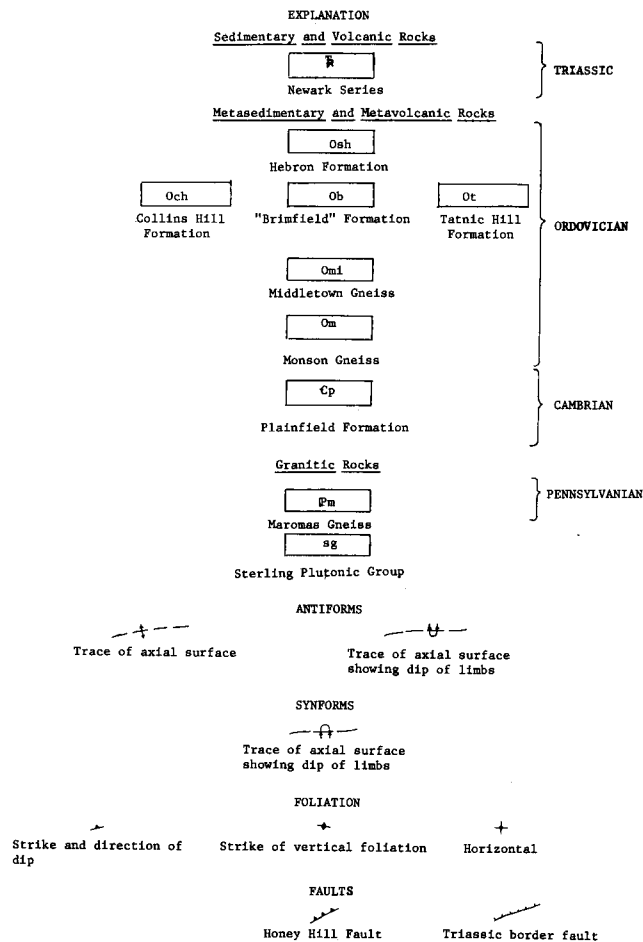 EXPLANATION
Sedimentary and Volcanic Rocks
TR
Newark Series
TRIASSIC
Metasedimentary and Metavolcanic Rocks
Osh
Hebron Formation
Och Ob Ot
Collins Hill "Brimfield" Formation Tatnic Hill
Formation Formation
ORDOVICIAN
Omi
Middletown Gneiss
Om
Monson Gneiss
Cp
CAMBRIAN
Plainfield Formation
Granitic Rocks
Pm
PENNSYLVANIAN
Maromas Gneiss
sg
Sterling Plutonic Group
ANTIFORMS
Trace of axial surface
Trace of axial surface
showing dip of limbs
SYNFORMS
Trace of axial surface
showing dip of limbs
FOLIATION
Strike and direction of
dip
Strike of vertical foliation
Horizontal
FAULTS
Honey Hill Fault
Triassic border fault